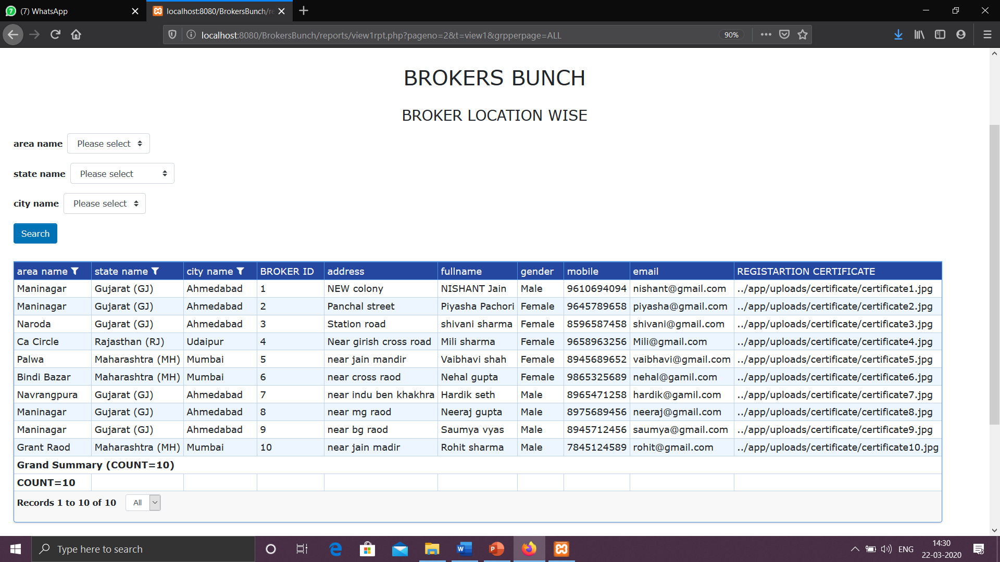 (7) WhatsApp
localhost:8080/BrokersBunch/re
localhost:8080/BrokersBunch/reports/view1rpt.php?pageno=2&t=view1&grpperpage=ALL 90%
BROKERS BUNCH
BROKER LOCATION WISE
area name Please select
state name Please select
city name Please select
Search
area name state name city name BROKER ID address fullname gender mobile email REGISTARTION CERTIFICATE
Maninagar Gujarat (GJ) Ahmedabad 1 NEW colony NISHANT Jain Male 9610694094 nishant@gmail.com ../app/uploads/certificate/certificate1.jpg
Maninagar Gujarat (GJ) Ahmedabad 2 Panchal street Piyasha Pachori Female 9645789658 piyasha@gmail.com ../app/uploads/certificate/certificate2.jpg
Naroda Gujarat (GJ) Ahmedabad 3 Station road shivani sharma Female 8596587458 shivani@gmail.com ../app/uploads/certificate/certificate3.jpg
Ca Circle Rajasthan (RJ) Udaipur 4 Near girish cross road Mili sharma Female 9658963256 Mili@gmail.com ../app/uploads/certificate/certificate4.jpg
Palwa Maharashtra (MH) Mumbai 5 near jain mandir Vaibhavi shah Female 8945689652 vaibhavi@gmail.com ../app/uploads/certificate/certificate5.jpg
Bindi Bazar Maharashtra (MH) Mumbai 6 near cross raod Nehal gupta Female 9865325689 nehal@gamil.com ../app/uploads/certificate/certificate6.jpg
Navrangpura Gujarat (GJ) Ahmedabad 7 near indu ben khakhra Hardik seth Male 8965471258 hardik@gamil.com ../app/uploads/certificate/certificate7.jpg
Maninagar Gujarat (GJ) Ahmedabad 8 near mg raod Neeraj gupta Male 8975689456 neeraj@gmail.com ../app/uploads/certificate/certificate8.jpg
Maninagar Gujarat (GJ) Ahmedabad 9 near bg raod Saumya vyas Male 8945712456 saumya@gmail.com ../app/uploads/certificate/certificate9.jpg
Grant Raod Maharashtra (MH) Mumbai 10 near jain madir Rohit sharma Male 7845124589 rohit@gmail.com ../app/uploads/certificate/certificate10.jpg
Grand Summary (COUNT=10)
COUNT=10
Records 1 to 10 of 10 All
Type here to search
ENG
14:30
22-03-2020